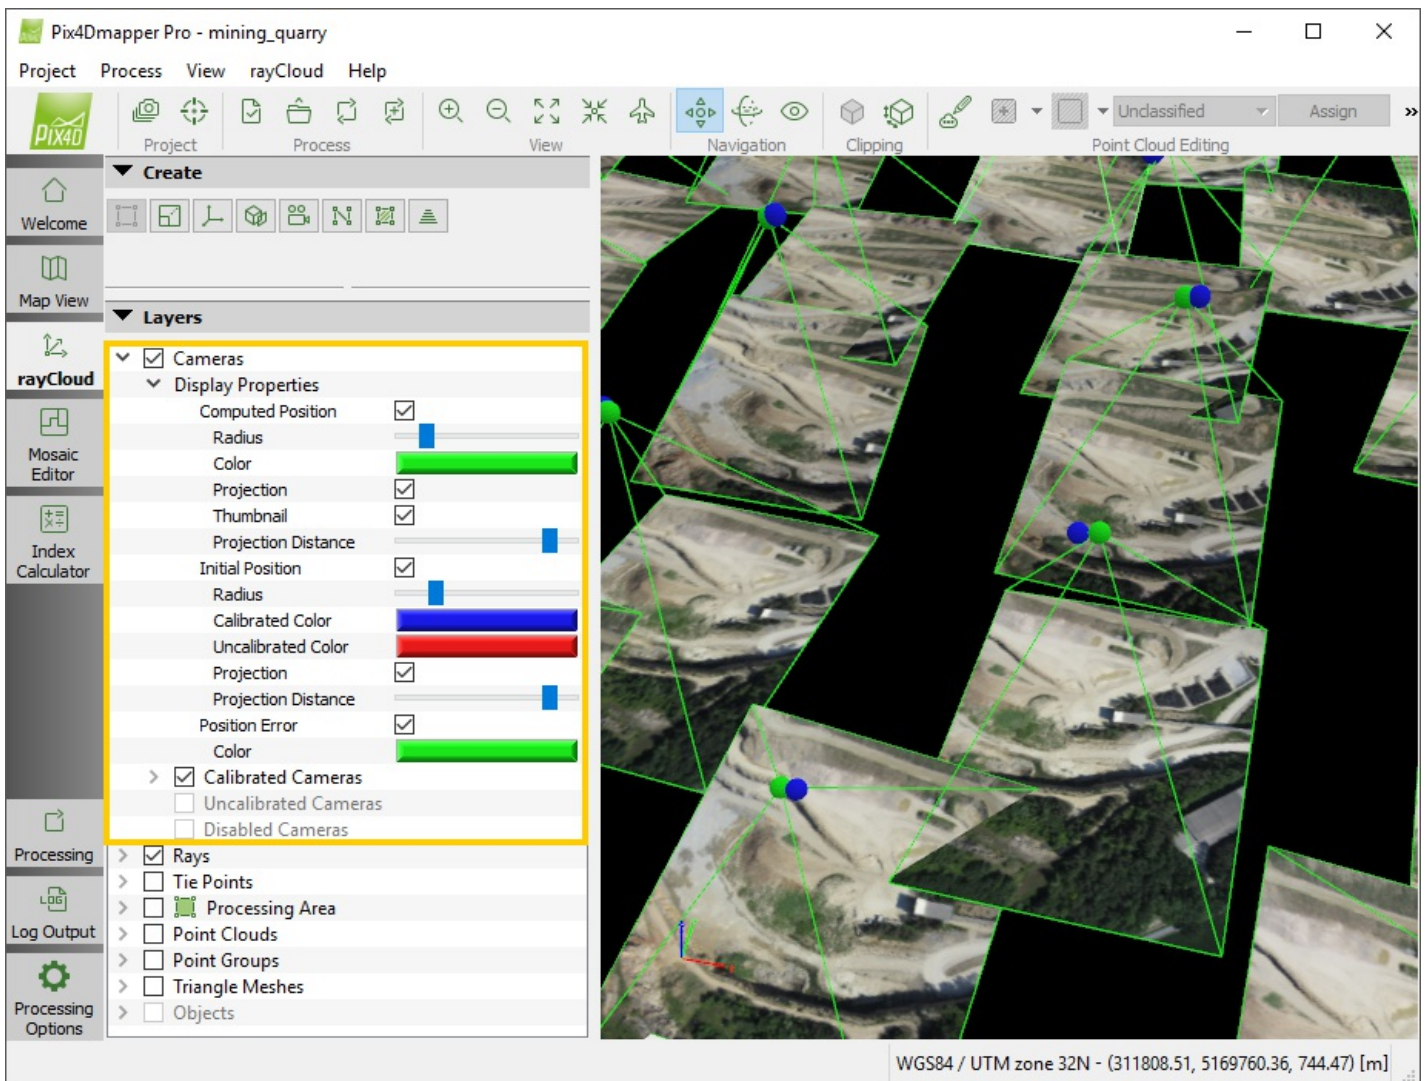 Pix4Dmapper Pro - mining_quarry
Project Process View rayCloud Help
PIX4D
Unclassified Assign »
Project Process View Navigation Clipping Point Cloud Editing
Welcome
Map View
rayCloud
Mosaic
Editor
Index
Calculator
Processing
LOG
Log Output
Processing
Options
Create
Layers
Cameras
Display Properties
Computed Position
Radius
Color
Projection
Thumbnail
Projection Distance
Initial Position
Radius
Calibrated Color
Uncalibrated Color
Projection
Projection Distance
Position Error
Color
Calibrated Cameras
Uncalibrated Cameras
Disabled Cameras
Rays
Tie Points
Processing Area
Point Clouds
Point Groups
Triangle Meshes
Objects
WGS84 / UTM zone 32N - (311808.51, 5169760.36, 744.47) [m]